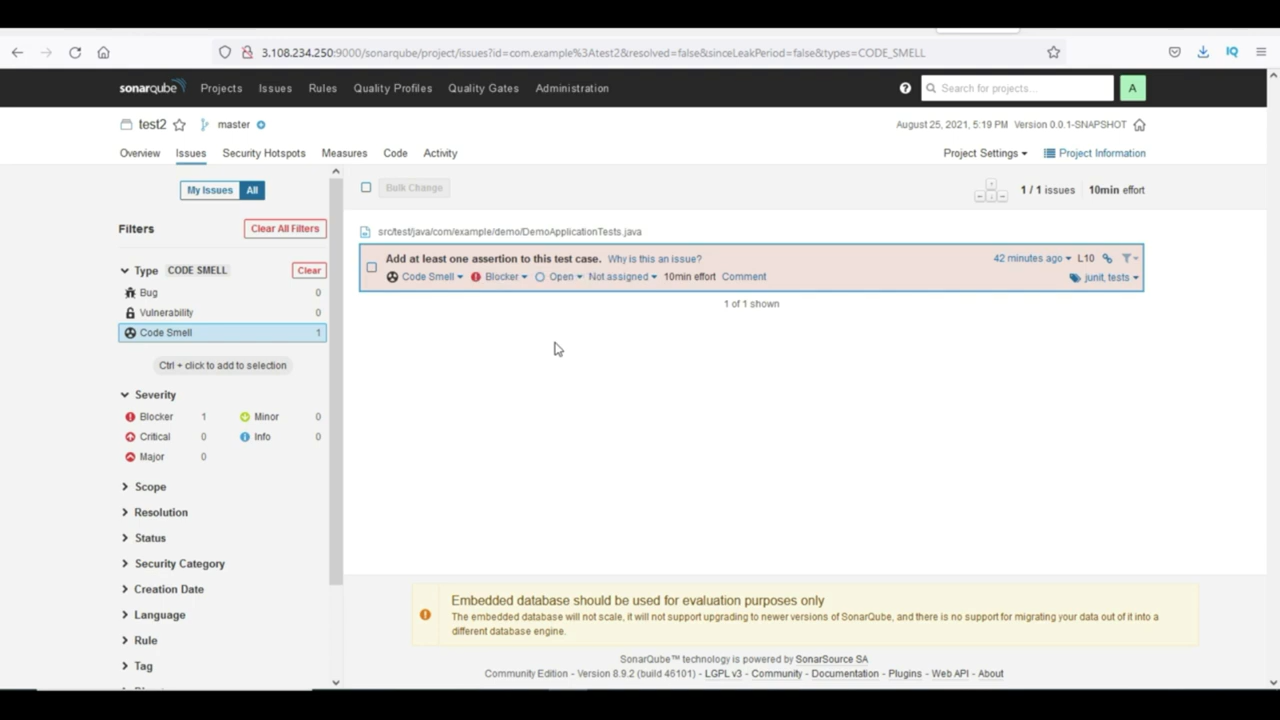 3.108.234.250:9000/sonarqube/project/issues?id=com.example%3Atest2&resolved=false&sinceLeakPeriod=false&types=CODE_SMELL
IQ
sonarqube Projects Issues Rules Quality Profiles Quality Gates Administration Search for projects... A
test2 master August 25, 2021, 5:19 PM Version 0.0.1-SNAPSHOT
Overview Issues Security Hotspots Measures Code Activity Project Settings Project Information
My Issues All
Bulk Change 1 / 1 issues 10min effort
Filters Clear All Filters
src/test/java/com/example/demo/DemoApplicationTests.java
Add at least one assertion to this test case. Why is this an issue? 42 minutes ago L10
Code Smell Blocker Open Not assigned 10min effort Comment junit, tests
1 of 1 shown
Type CODE SMELL Clear
Bug 0
Vulnerability 0
Code Smell 1
Ctrl + click to add to selection
Severity
Blocker 1 Minor 0
Critical 0 Info 0
Major 0
Scope
Resolution
Status
Security Category
Creation Date
Language
Rule
Tag
Embedded database should be used for evaluation purposes only
The embedded database will not scale, it will not support upgrading to newer versions of SonarQube, and there is no support for migrating your data out of it into a
different database engine.
SonarQube™ technology is powered by SonarSource SA
Community Edition - Version 8.9.2 (build 46101) - LGPL v3 - Community - Documentation - Plugins - Web API - About